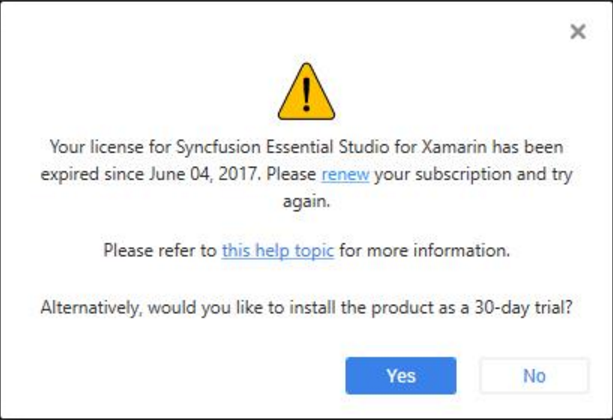 Your license for Syncfusion Essential Studio for Xamarin has been
expired since June 04, 2017. Please renew your subscription and try
again.
Please refer to this help topic for more information.
Alternatively, would you like to install the product as a 30-day trial?
Yes No